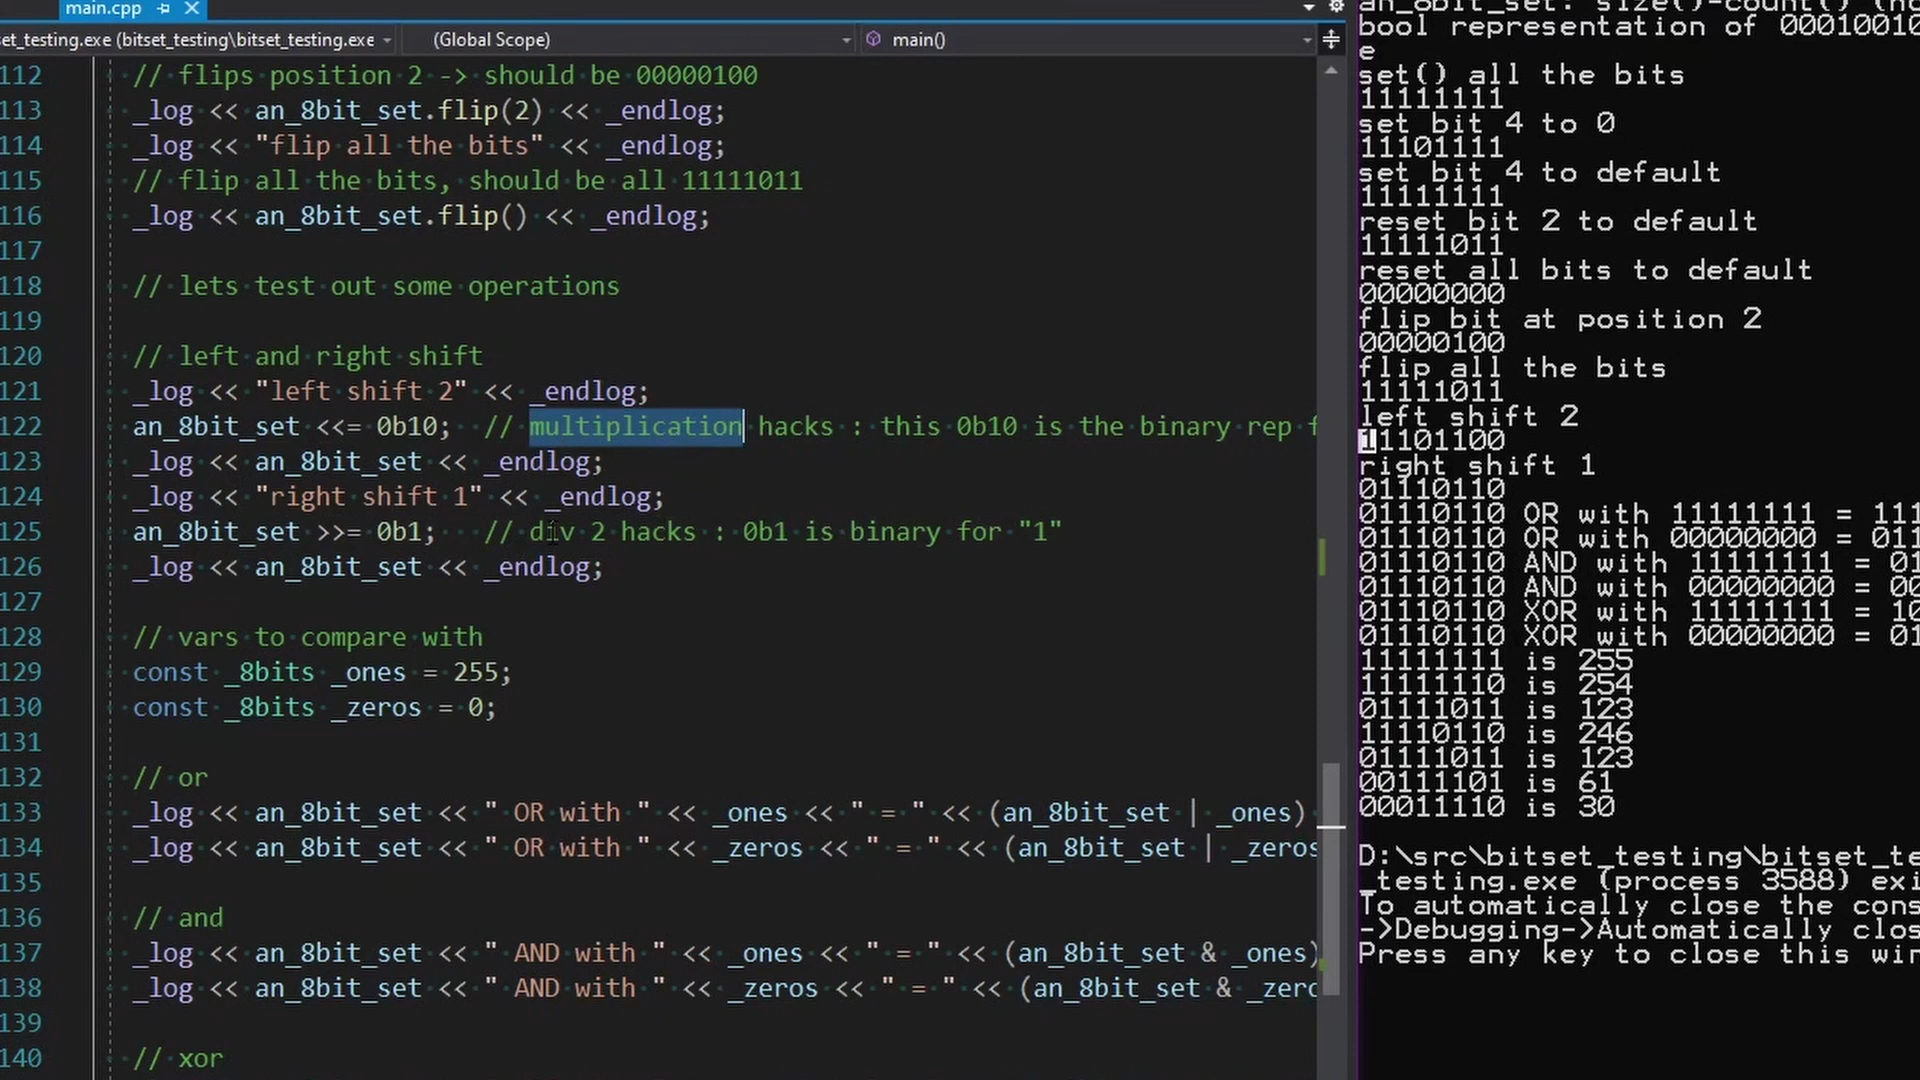 main.cpp
set_testing.exe (bitset_testing\bitset_testing.exe
(Global Scope)
main()
112 // flips position 2 -> should be 00000100
113 _log << an_8bit_set.flip(2) << _endlog;
114 _log << "flip all the bits" << _endlog;
115 // flip all the bits, should be all 11111011
116 _log << an_8bit_set.flip() << _endlog;
117
118 // lets test out some operations
119
120 // left and right shift
121 _log << "left shift 2" << _endlog;
122 an_8bit_set <<= 0b10; // multiplication hacks : this 0b10 is the binary rep f
123 _log << an_8bit_set << _endlog;
124 _log << "right shift 1" << _endlog;
125 an_8bit_set >>= 0b1; // div 2 hacks : 0b1 is binary for "1"
126 _log << an_8bit_set << _endlog;
127
128 // vars to compare with
129 const _8bits _ones = 255;
130 const _8bits _zeros = 0;
131
132 // or
133 _log << an_8bit_set << " OR with " << _ones << " = " << (an_8bit_set | _ones)
134 _log << an_8bit_set << " OR with " << _zeros << " = " << (an_8bit_set | _zeros
135
136 // and
137 _log << an_8bit_set << " AND with " << _ones << " = " << (an_8bit_set & _ones)
138 _log << an_8bit_set << " AND with " << _zeros << " = " << (an_8bit_set & _zero
139
140 // xor
an_8bit_set: size()-count() (no
bool representation of 00010010
e
set() all the bits
11111111
set bit 4 to 0
11101111
set bit 4 to default
11111111
reset bit 2 to default
11111011
reset all bits to default
00000000
flip bit at position 2
00000100
flip all the bits
11111011
left shift 2
11101100
right shift 1
01110110
01110110 OR with 11111111 = 111
01110110 OR with 00000000 = 011
01110110 AND with 11111111 = 01
01110110 AND with 00000000 = 00
01110110 XOR with 11111111 = 10
01110110 XOR with 00000000 = 01
11111111 is 255
11111110 is 254
01111011 is 123
11110110 is 246
01111011 is 123
00111101 is 61
00011110 is 30
D:\src\bitset_testing\bitset_te
_testing.exe (process 3588) exi
To automatically close the cons
->Debugging->Automatically clos
Press any key to close this win